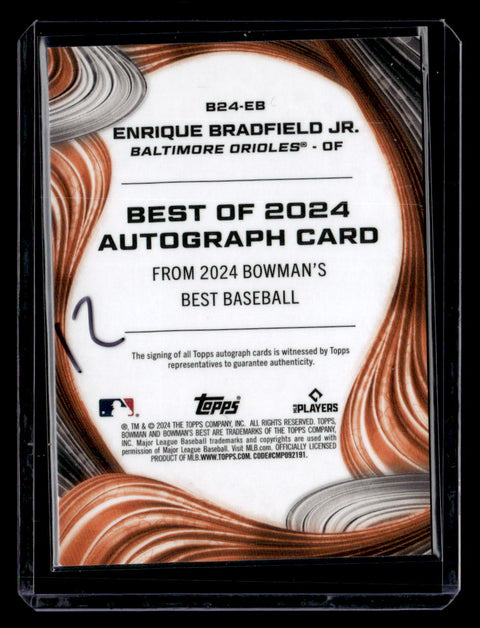 B24-EB
ENRIQUE BRADFIELD JR.
BALTIMORE ORIOLES® - OF
BEST OF 2024
AUTOGRAPH CARD
FROM 2024 BOWMAN'S
BEST BASEBALL
12
The signing of all Topps autograph cards is witnessed by Topps
representatives to guarantee authenticity.
topps
MLB PLAYERS
®, TM & © 2024 THE TOPPS COMPANY, INC. ALL RIGHTS RESERVED. TOPPS,
BOWMAN AND BOWMAN'S BEST ARE TRADEMARKS OF THE TOPPS COMPANY,
INC. Major League Baseball trademarks and copyrights are used with
permission of Major League Baseball. Visit MLB.com. OFFICIALLY LICENSED
PRODUCT OF MLB.WWW.TOPPS.COM. CODE#CMP092191.